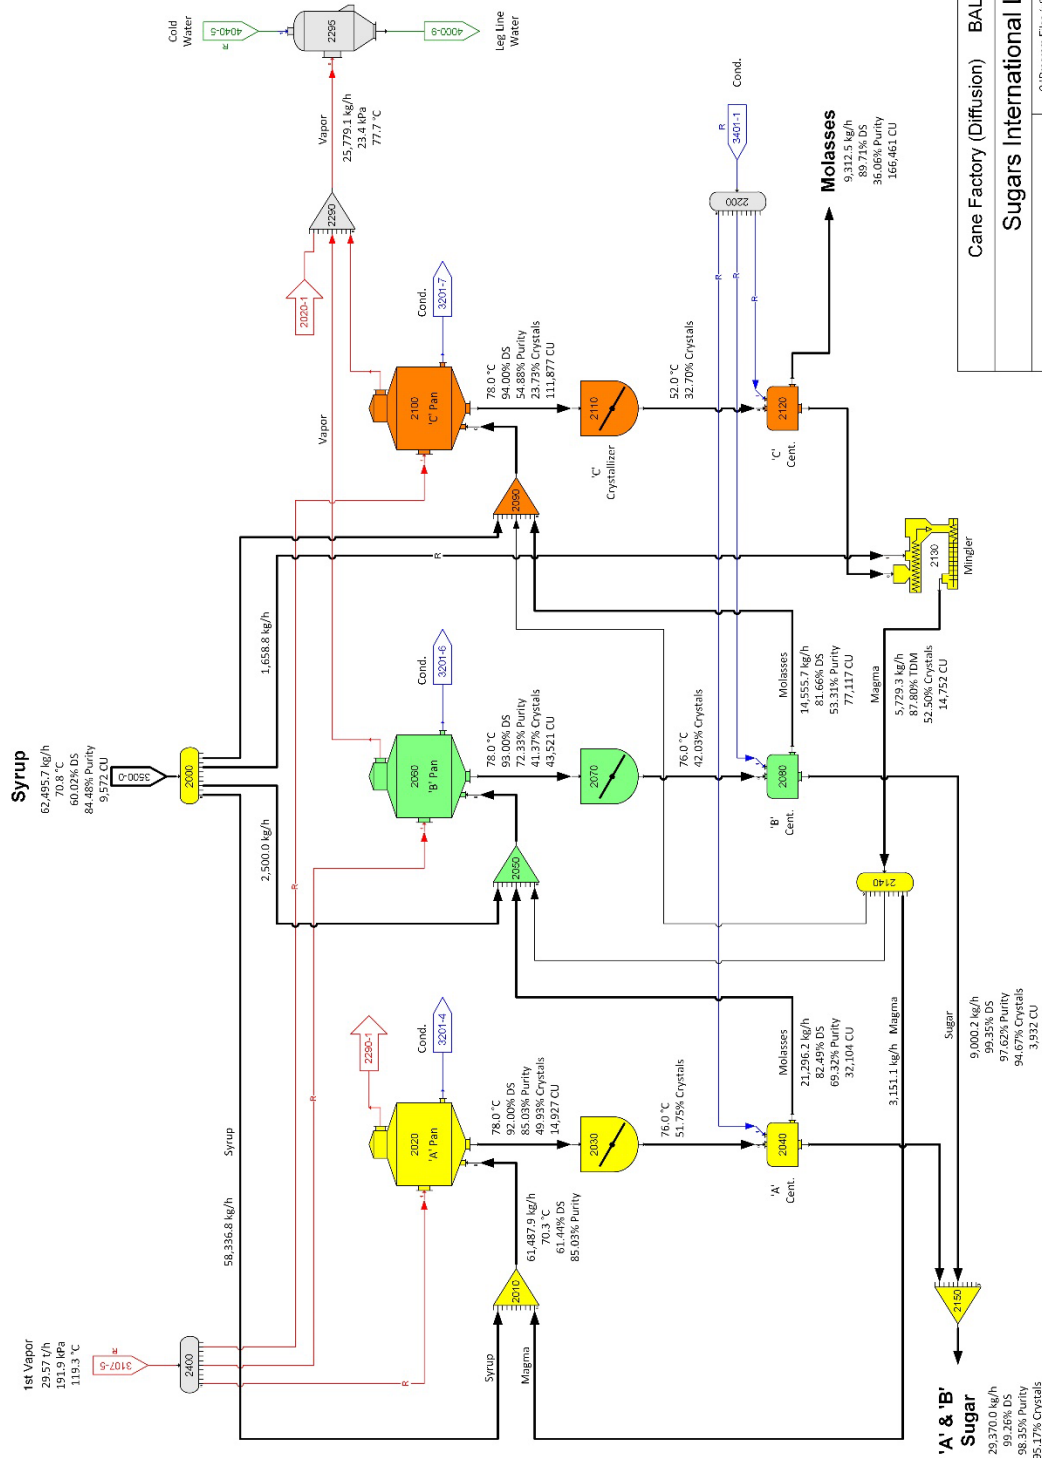 Syrup
62,495.7 kg/h
70.8 °C
60.02% DS
84.48% Purity
9,572 CU
3500-0
2000
1st Vapor
29.57 t/h
191.9 kPa
119.3 °C
3107-5
R
2400
58,336.8 kg/h
Syrup
2,500.0 kg/h
1,658.8 kg/h
R
R
R
R
Cold
Water
4040-5
R
2295
4000-9
Leg Line
Water
Vapor
25,779.1 kg/h
23.4 kPa
77.7 °C
2290
2020-1
Vapor
2290-1
2020
'A' Pan
Cond.
3201-4
78.0 °C
92.00% DS
85.03% Purity
49.93% Crystals
14,927 CU
2010
Syrup
Magma
61,487.9 kg/h
70.3 °C
61.44% DS
85.03% Purity
2030
76.0 °C
51.75% Crystals
2040
'A'
Cent.
Molasses
21,296.2 kg/h
82.49% DS
69.32% Purity
32,104 CU
3,151.1 kg/h Magma
2060
'B' Pan
Cond.
3201-6
78.0 °C
93.00% DS
72.33% Purity
41.37% Crystals
43,521 CU
2050
2070
76.0 °C
42.03% Crystals
2080
'B'
Cent.
Molasses
14,555.7 kg/h
81.66% DS
53.31% Purity
77,117 CU
2140
Magma
5,729.3 kg/h
87.80% TDM
52.50% Crystals
14,752 CU
2100
'C' Pan
Cond.
3201-7
78.0 °C
94.00% DS
54.88% Purity
23.73% Crystals
111,877 CU
2090
2110
'C'
Crystallizer
52.0 °C
32.70% Crystals
2120
'C'
Cent.
2130
Mingler
Cond.
3401-1
R
2200
R
R
R
Molasses
9,312.5 kg/h
89.71% DS
36.06% Purity
166,461 CU
Sugar
9,000.2 kg/h
99.35% DS
97.62% Purity
94.67% Crystals
3,932 CU
2150
'A' & 'B'
Sugar
29,370.0 kg/h
99.26% DS
98.35% Purity
95.17% Crystals
Cane Factory (Diffusion) BAL
Sugars International